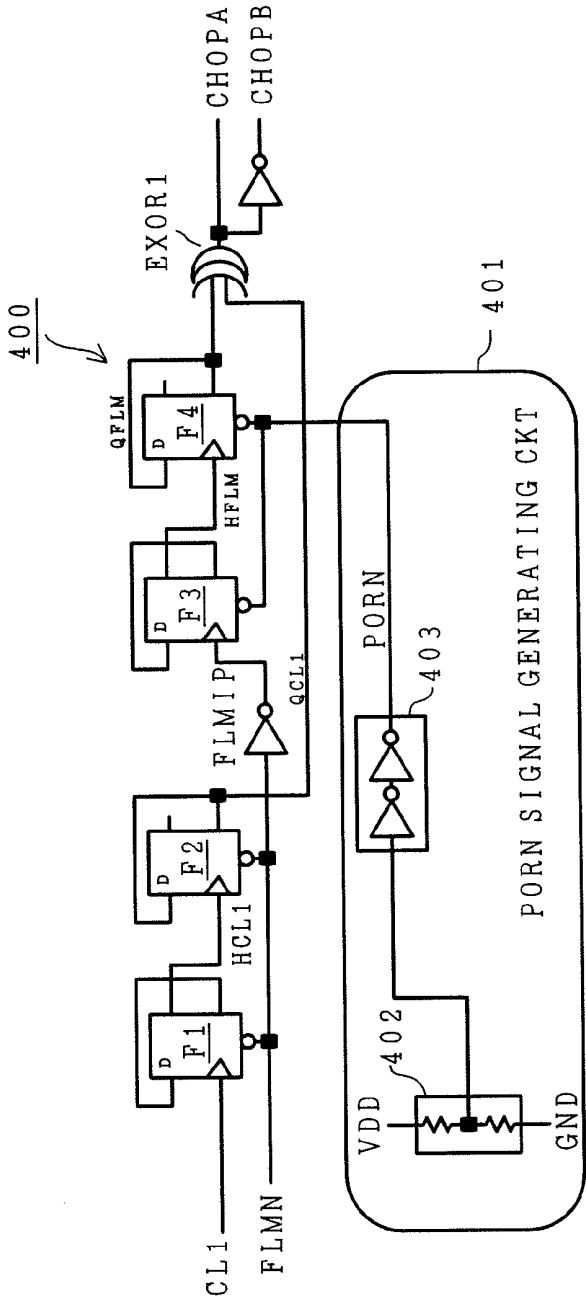 400
CL1
FLMN
D
F1
HCL1
D
F2
FLMIP
QCL1
D
F3
HFLM
QFLM
D
F4
EXOR1
CHOPA
CHOPB
401
VDD
402
GND
403
PORN
PORN SIGNAL GENERATING CKT